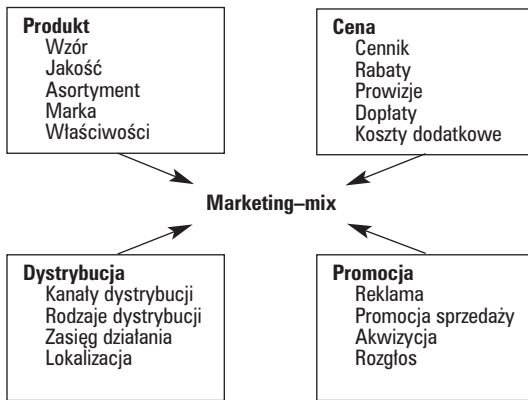 Produkt
Wzór
Jakość
Asortyment
Marka
Właściwości
Cena
Cennik
Rabaty
Prowizje
Dopłaty
Koszty dodatkowe
Marketing–mix
Dystrybucja
Kanały dystrybucji
Rodzaje dystrybucji
Zasięg działania
Lokalizacja
Promocja
Reklama
Promocja sprzedaży
Akwizycja
Rozgłos